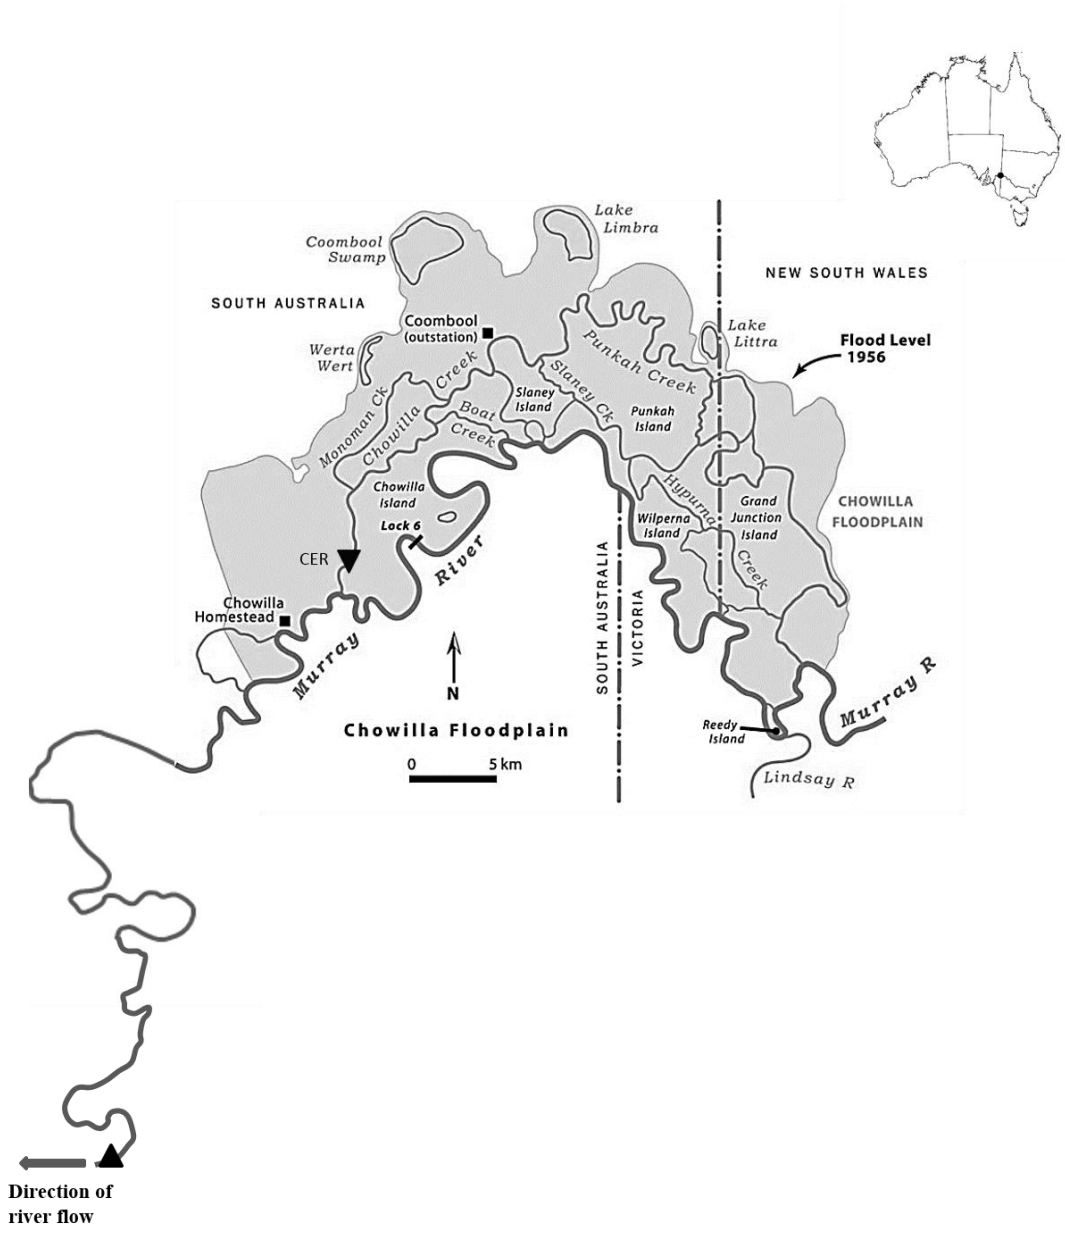 Lake
Limbra
Coombool
Swamp
NEW SOUTH WALES
SOUTH AUSTRALIA
Coombool
(outstation)
Lake
Littra
Flood Level
1956
Werta
Wert
Punkah Creek
Creek
Slaney Ck
Slaney
Island
Punkah
Island
Monoman Ck
Chowilla
Boat
Creek
Chowilla
Island
Lock 6
Hypurna
Creek
Wilperna
Island
Grand
Junction
Island
CHOWILLA
FLOODPLAIN
CER
River
Chowilla
Homestead
Murray
SOUTH AUSTRALIA
VICTORIA
N
Murray R
Chowilla Floodplain
Reedy
Island
0 5 km
Lindsay R
Direction of
river flow